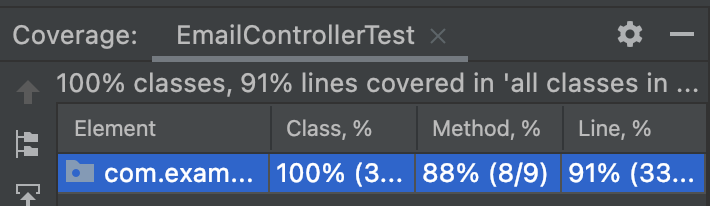 Coverage: EmailControllerTest
100% classes, 91% lines covered in 'all classes in ...
Element Class, % Method, % Line, %
com.exam... 100% (3... 88% (8/9) 91% (33...